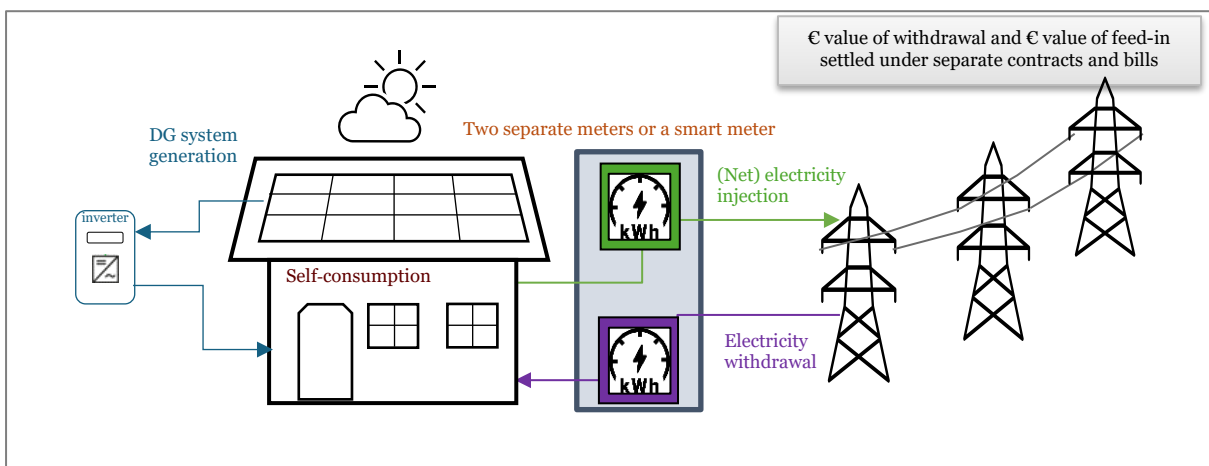 € value of withdrawal and € value of feed-in
settled under separate contracts and bills
Two separate meters or a smart meter
DG system
generation
(Net) electricity
injection
inverter
kWh
Self-consumption
Electricity
withdrawal
kWh